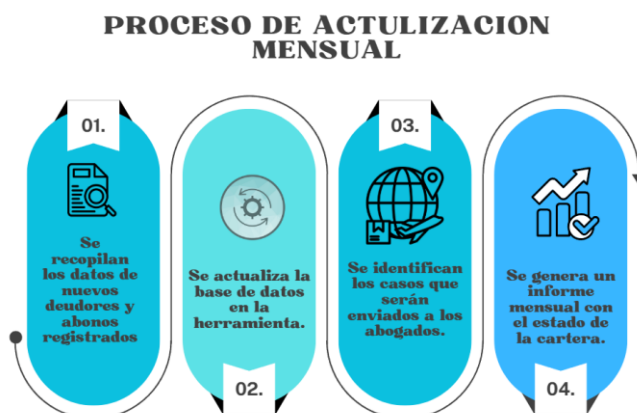 PROCESO DE ACTULIZACION
MENSUAL
01.
Se
recopilan
los datos de
nuevos
deudores y
abonos
registrados
Se actualiza la
base de datos
en la
herramienta.
02.
03.
Se identifican
los casos que
serán
enviados a los
abogados.
Se genera un
informe
mensual con
el estado de
la cartera.
04.